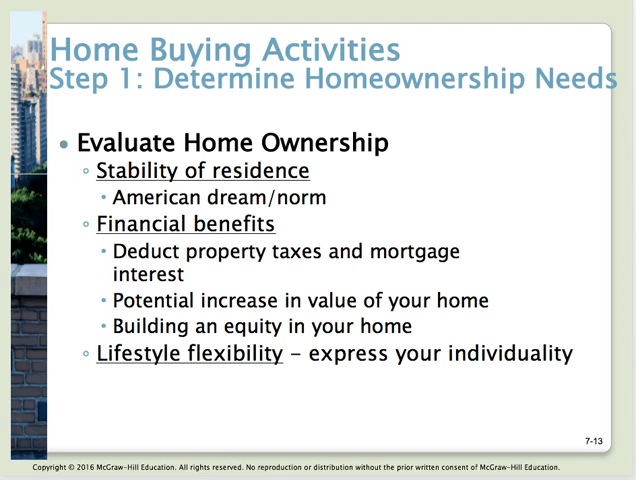 Home Buying Activities
Step 1: Determine Homeownership Needs
• Evaluate Home Ownership
◦ Stability of residence
• American dream/norm
◦ Financial benefits
• Deduct property taxes and mortgage
interest
• Potential increase in value of your home
• Building an equity in your home
◦ Lifestyle flexibility – express your individuality
7-13
Copyright © 2016 McGraw-Hill Education. All rights reserved. No reproduction or distribution without the prior written consent of McGraw-Hill Education.